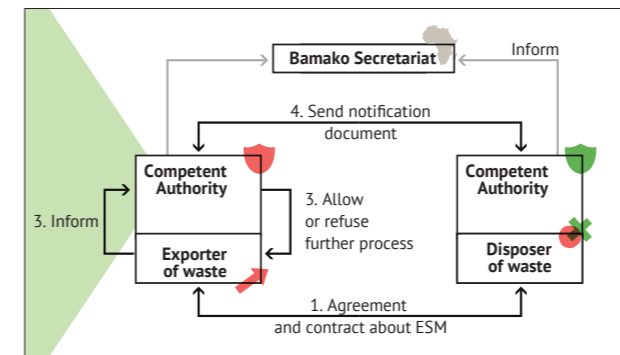 Bamako Secretariat
Inform
4. Send notification
document
Competent
Authority
Competent
Authority
3. Inform
3. Allow
or refuse
further process
Exporter
of waste
Disposer
of waste
1. Agreement
and contract about ESM